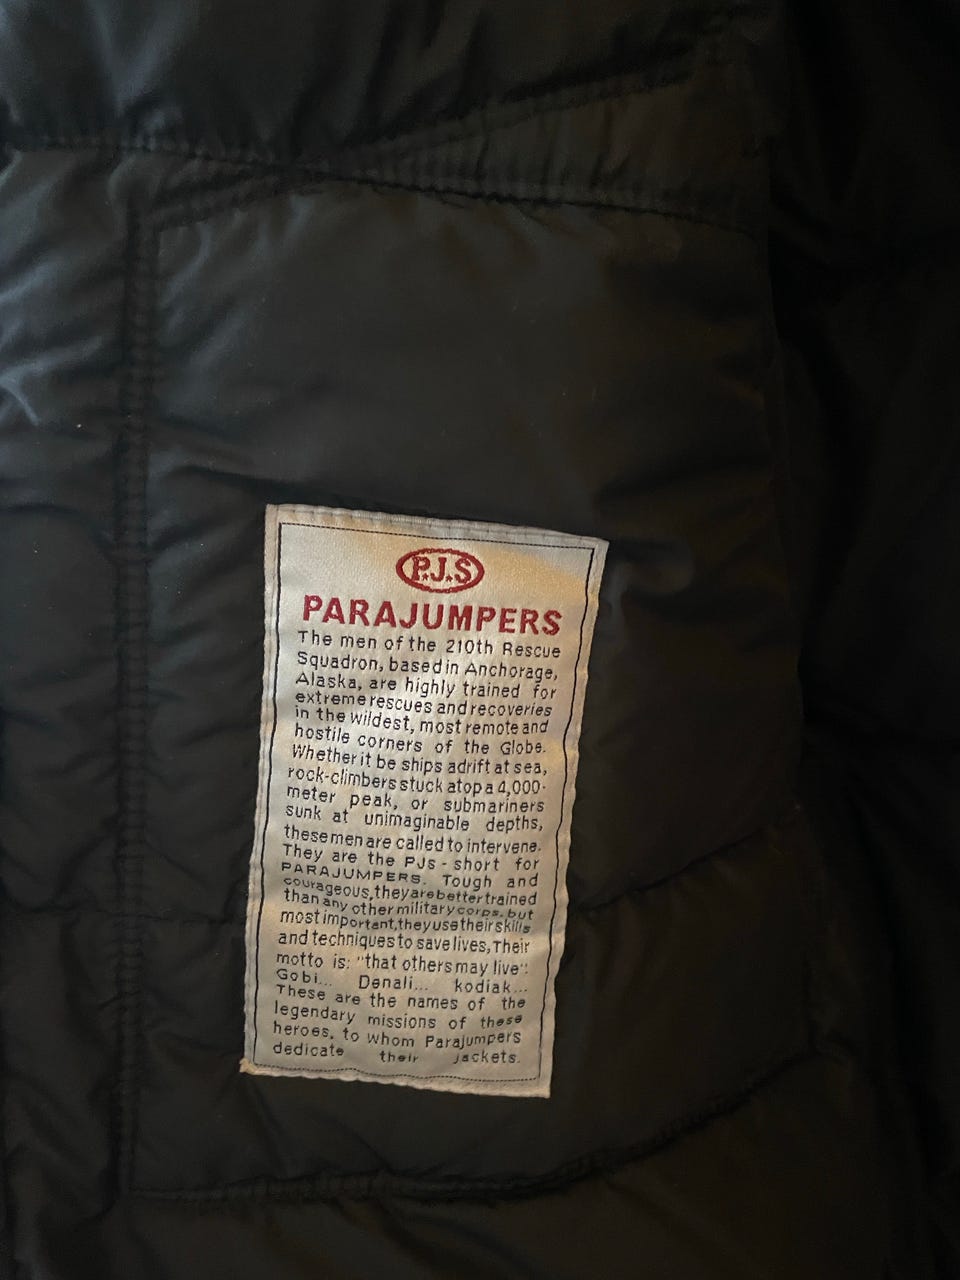 P.J.S
PARAJUMPERS
The men of the 210th Rescue
Squadron, based in Anchorage,
Alaska, are highly trained for
extreme rescues and recoveries
in the wildest, most remote and
hostile corners of the Globe.
Whether it be ships adrift at sea,
rock-climbers stuck atop a 4,000-
meter peak, or submariners
sunk at unimaginable depths,
these men are called to intervene.
They are the PJs - short for
PARAJUMPERS. Tough and
courageous, they are better trained
than any other military corps, but
most important, they use their skills
and techniques to save lives, Their
motto is: "that others may live".
Gobi... Denali... kodiak...
These are the names of the
legendary missions of these
heroes, to whom Parajumpers
dedicate their jackets.